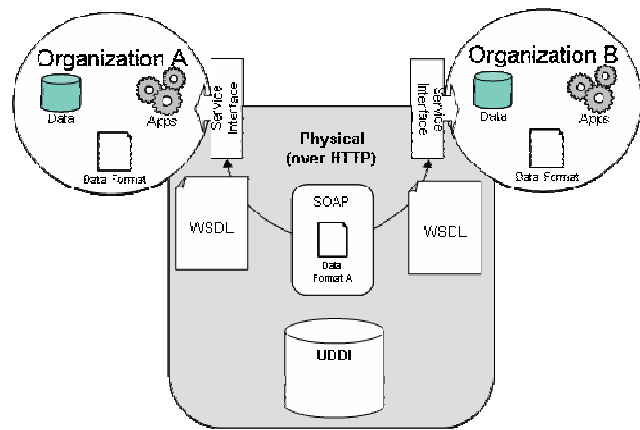 Organization A
Data
Apps
Data Format
Service
Interface
Organization B
Data
Apps
Data Format
Service
Interface
Physical
(over HTTP)
WSDL
SOAP
Data
Format A
WSDL
UDDI